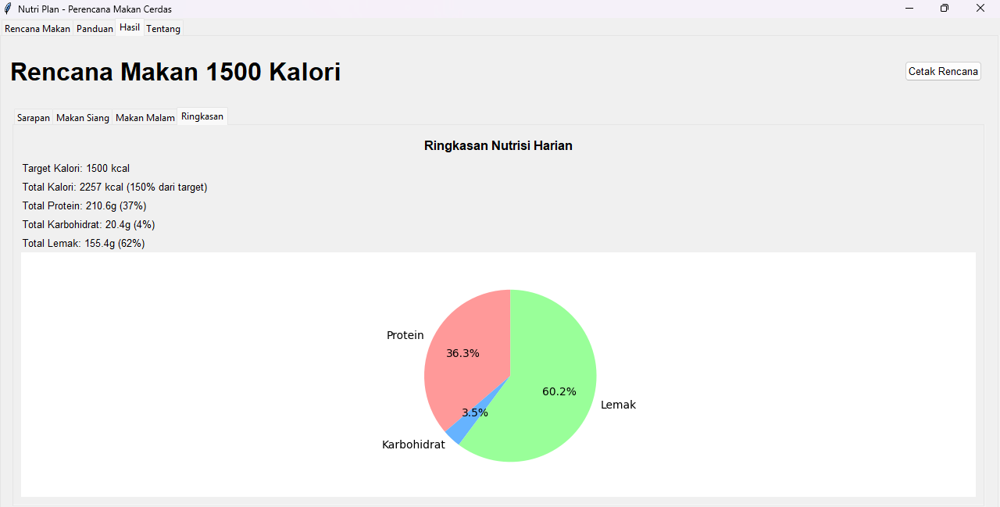 Nutri Plan - Perencana Makan Cerdas
Rencana Makan Panduan Hasil Tentang
Rencana Makan 1500 Kalori
Cetak Rencana
Sarapan Makan Siang Makan Malam Ringkasan
Ringkasan Nutrisi Harian
Target Kalori: 1500 kcal
Total Kalori: 2257 kcal (150% dari target)
Total Protein: 210.6g (37%)
Total Karbohidrat: 20.4g (4%)
Total Lemak: 155.4g (62%)
Protein
36.3%
60.2%
Lemak
3.5%
Karbohidrat